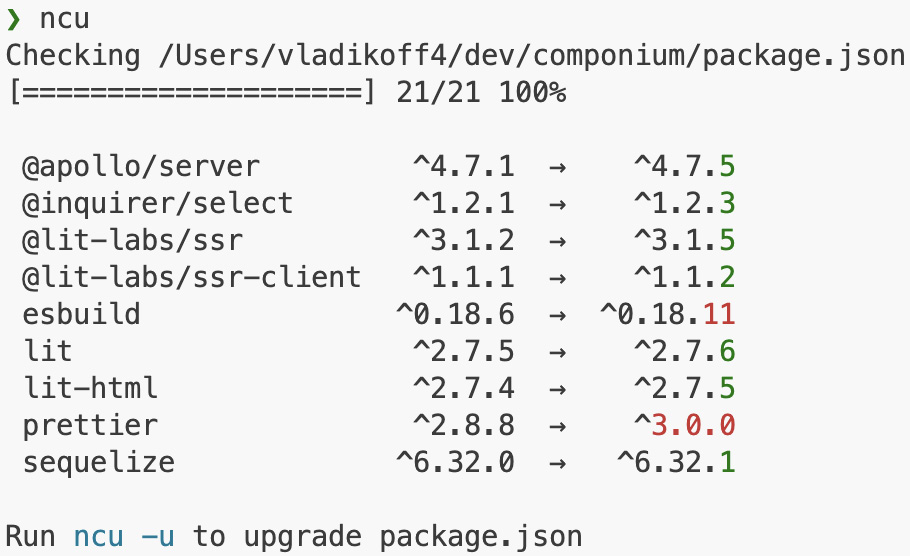 ❯ ncu
Checking /Users/vladikoff4/dev/componium/package.json
[====================] 21/21 100%
@apollo/server ^4.7.1 → ^4.7.5
@inquirer/select ^1.2.1 → ^1.2.3
@lit-labs/ssr ^3.1.2 → ^3.1.5
@lit-labs/ssr-client ^1.1.1 → ^1.1.2
esbuild ^0.18.6 → ^0.18.11
lit ^2.7.5 → ^2.7.6
lit-html ^2.7.4 → ^2.7.5
prettier ^2.8.8 → ^3.0.0
sequelize ^6.32.0 → ^6.32.1
Run ncu -u to upgrade package.json